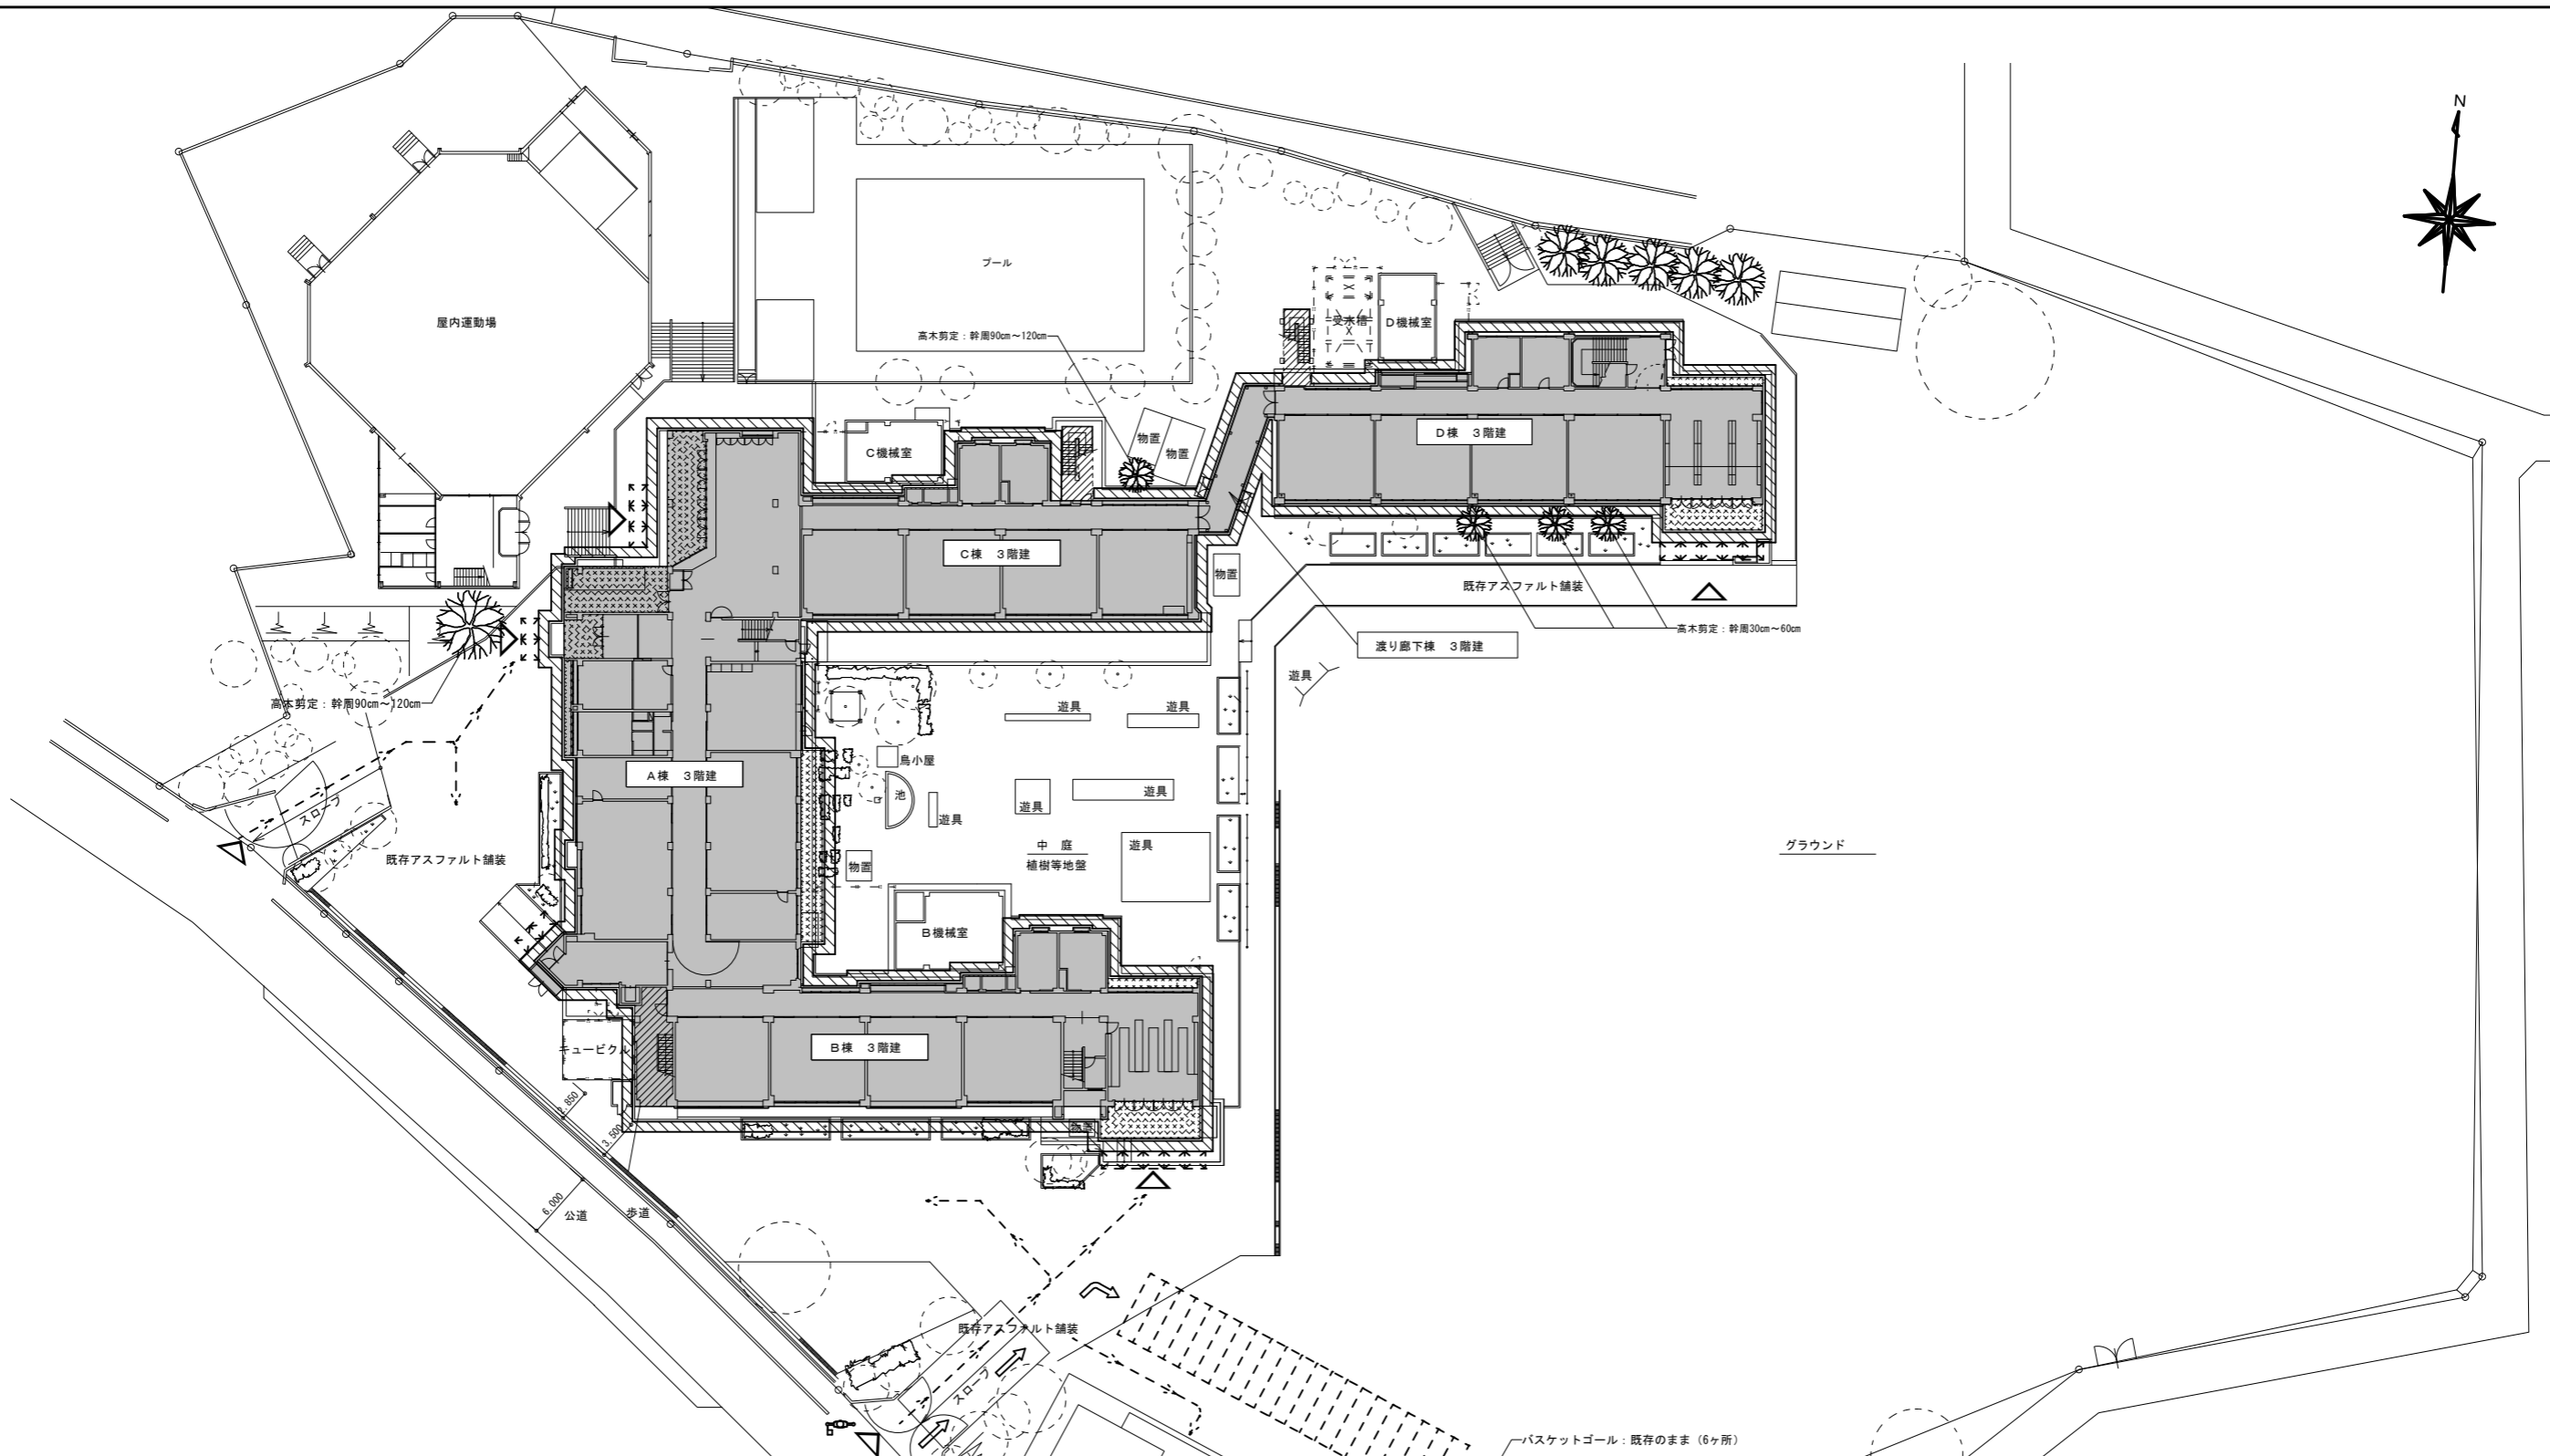 N
プール
屋内運動場
高木剪定：幹周90cm～120cm
受水槽
D機械室
D棟　3階建
物置
物置
C機械室
C棟　3階建
物置
既存アスファルト舗装
高木剪定：幹周30cm～60cm
渡り廊下棟　3階建
遊具
高木剪定：幹周90cm～120cm
遊具
遊具
鳥小屋
A棟　3階建
池
遊具
遊具
遊具
スロープ
既存アスファルト舗装
中　庭
植樹等地盤
遊具
グラウンド
物置
B機械室
B棟　3階建
キュービクル
2.850
3.500
物置
6.000
公道
歩道
既存アスファルト舗装
スロープ
バスケットゴール：既存のまま（6ヶ所）